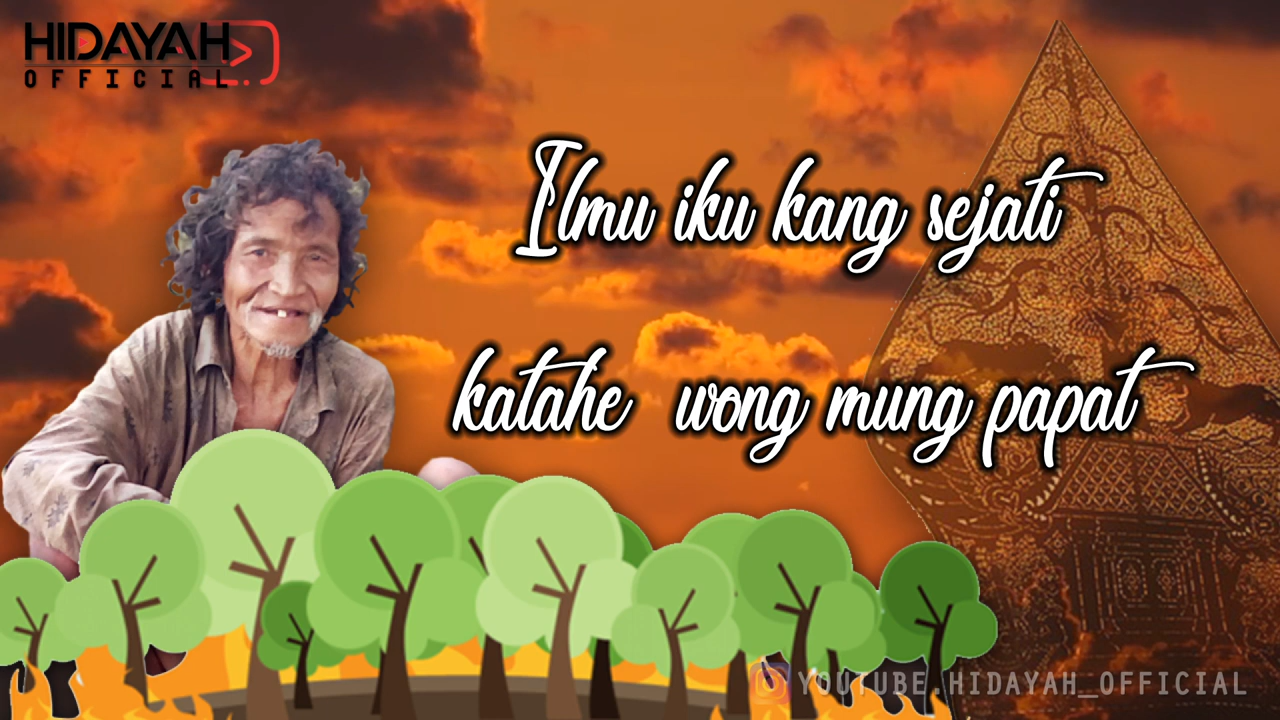 HIDAYAH
OFFICIAL
Ilmu iku kang sejati
katahe wong mung papat
YOUTUBE.HIDAYAH_OFFICIAL